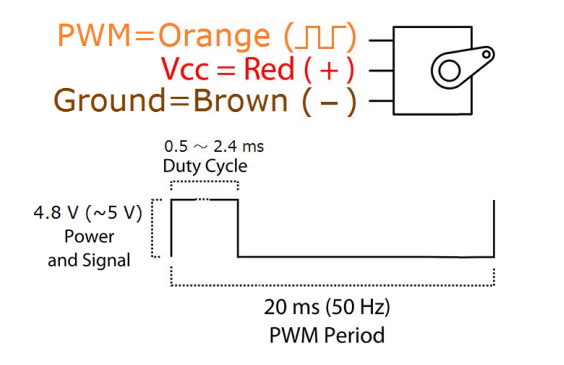 PWM=Orange (⎍⎍)
Vcc = Red ( + )
Ground=Brown ( − )
0.5 ～ 2.4 ms
Duty Cycle
4.8 V (~5 V)
Power
and Signal
20 ms (50 Hz)
PWM Period